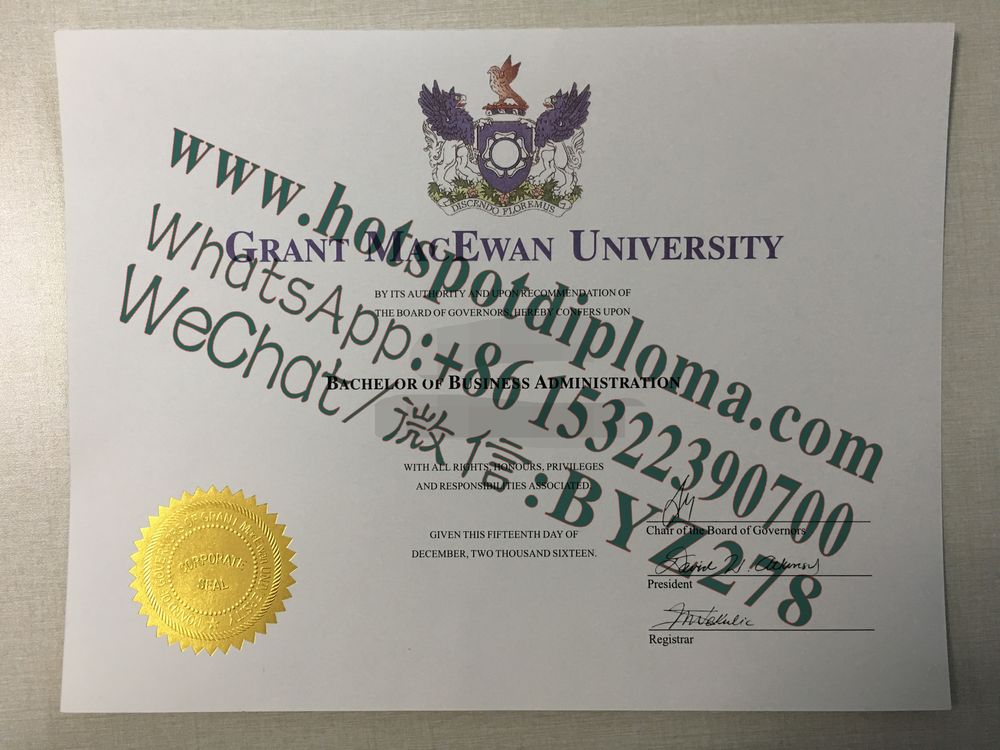 DISCENDO FLOREMUS
GRANT MACEWAN UNIVERSITY
BY ITS AUTHORITY AND UPON RECOMMENDATION OF
THE BOARD OF GOVERNORS, HEREBY CONFERS UPON
BACHELOR OF BUSINESS ADMINISTRATION
WITH ALL RIGHTS, HONOURS, PRIVILEGES
AND RESPONSIBILITIES ASSOCIATED.
GIVEN THIS FIFTEENTH DAY OF
DECEMBER, TWO THOUSAND SIXTEEN.
CORPORATE
SEAL
Chair of the Board of Governors
President
Registrar
www.hotspotdiploma.com
WhatsApp:+86 15322390700
WeChat/微信:BYZ2178